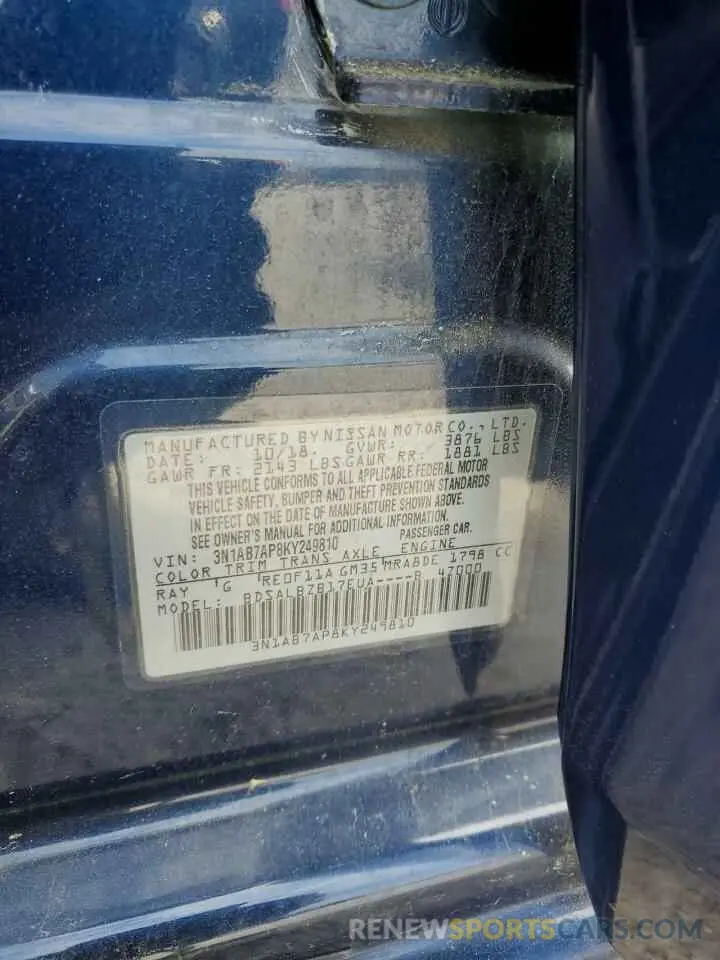 MANUFACTURED BY NISSAN MOTOR CO., LTD.
DATE: 10/18. GVWR: 3876 LBS
GAWR FR: 2143 LBS GAWR RR: 1881 LBS
THIS VEHICLE CONFORMS TO ALL APPLICABLE FEDERAL MOTOR
VEHICLE SAFETY, BUMPER AND THEFT PREVENTION STANDARDS
IN EFFECT ON THE DATE OF MANUFACTURE SHOWN ABOVE.
SEE OWNER'S MANUAL FOR ADDITIONAL INFORMATION.
VIN: 3N1AB7AP8KY249810 PASSENGER CAR.
COLOR TRIM TRANS AXLE ENGINE
RAY 'G RE0F11A GM35 MRA8DE 1798 CC
MODEL: BDSALBZB17EUA----B 47000
3N1AB7AP8KY249810
RENEWSPORTSCARS.COM